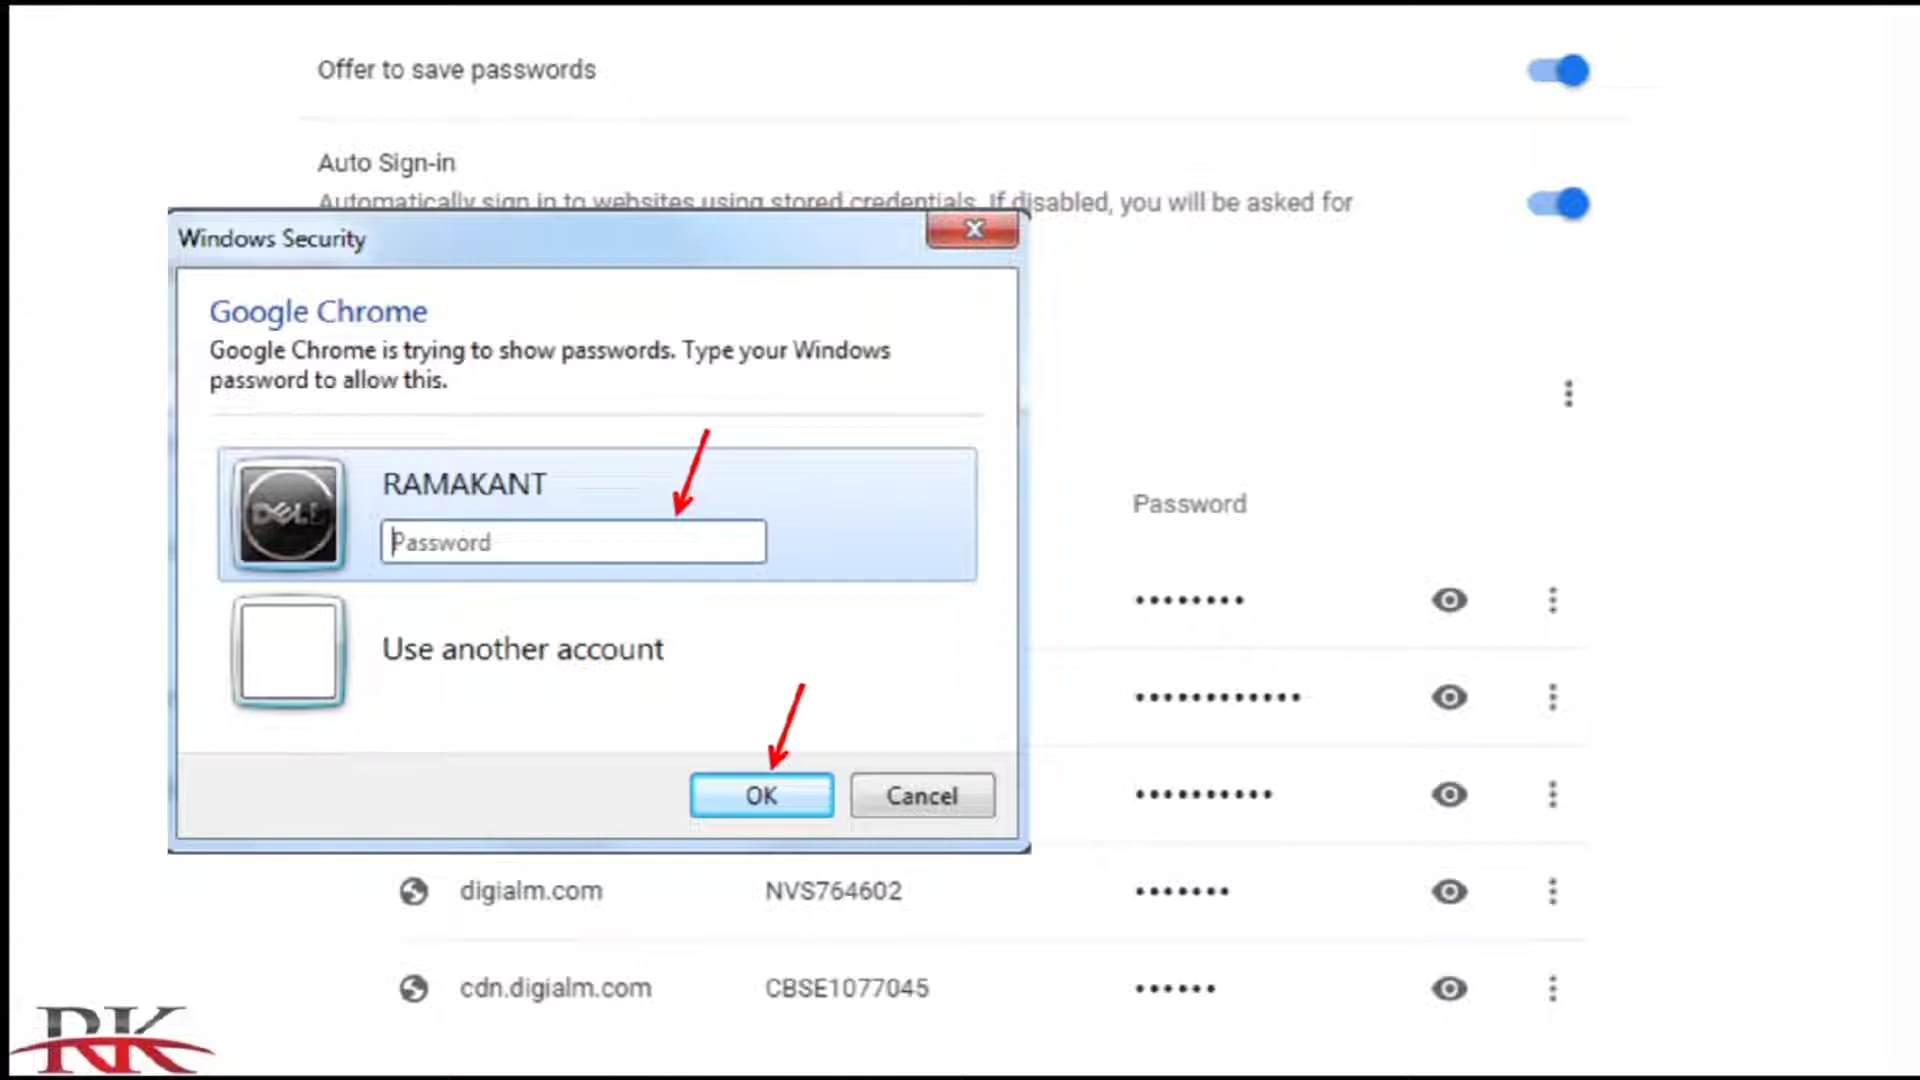 Offer to save passwords
Auto Sign-in
Automatically sign in to websites using stored credentials. If disabled, you will be asked for
Windows Security
Google Chrome
Google Chrome is trying to show passwords. Type your Windows
password to allow this.
RAMAKANT
DELL
Password
Use another account
OK Cancel
Password
••••••••
••••••••••••
••••••••••
digialm.com NVS764602 •••••••
cdn.digialm.com CBSE1077045 ••••••
RK